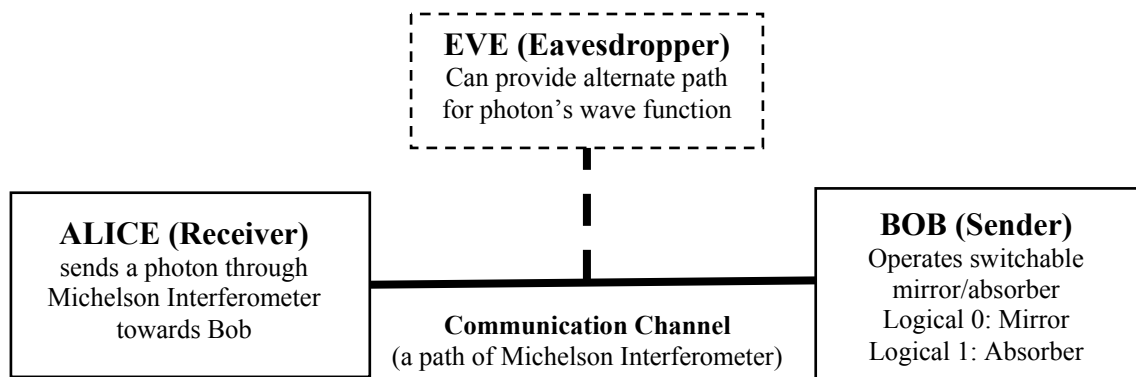 EVE (Eavesdropper)
Can provide alternate path
for photon’s wave function
ALICE (Receiver)
sends a photon through
Michelson Interferometer
towards Bob
Communication Channel
(a path of Michelson Interferometer)
BOB (Sender)
Operates switchable
mirror/absorber
Logical 0: Mirror
Logical 1: Absorber